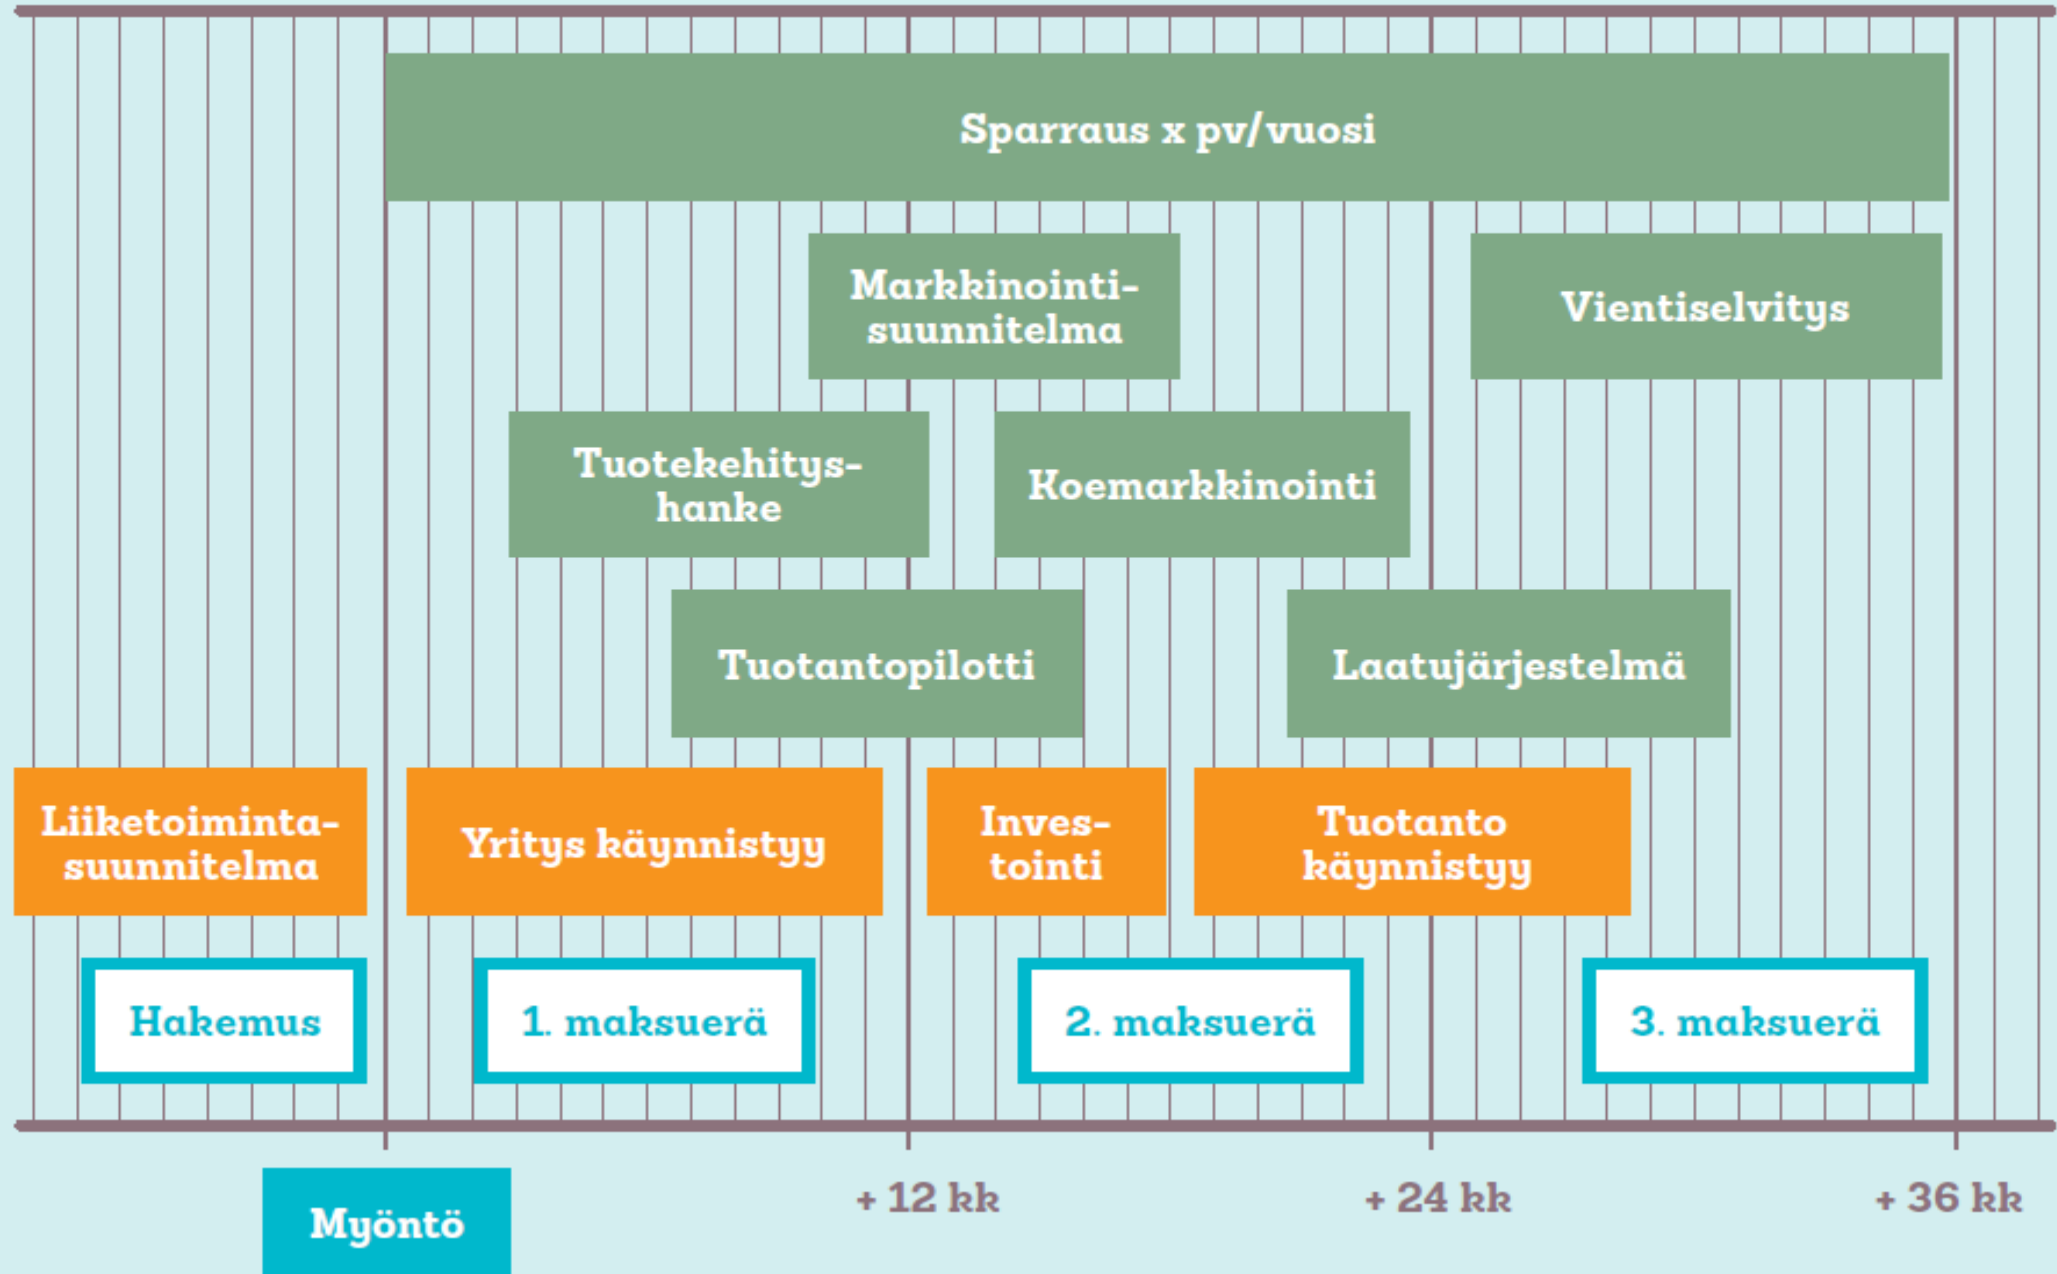 Sparraus x pv/vuosi
Markkinointi-
suunnitelma
Vientiselvitys
Tuotekehitys-
hanke
Koemarkkinointi
Tuotantopilotti
Laatujärjestelmä
Liiketoiminta-
suunnitelma
Yritys käynnistyy
Inves-
tointi
Tuotanto
käynnistyy
Hakemus
1. maksuerä
2. maksuerä
3. maksuerä
Myöntö
+ 12 kk
+ 24 kk
+ 36 kk